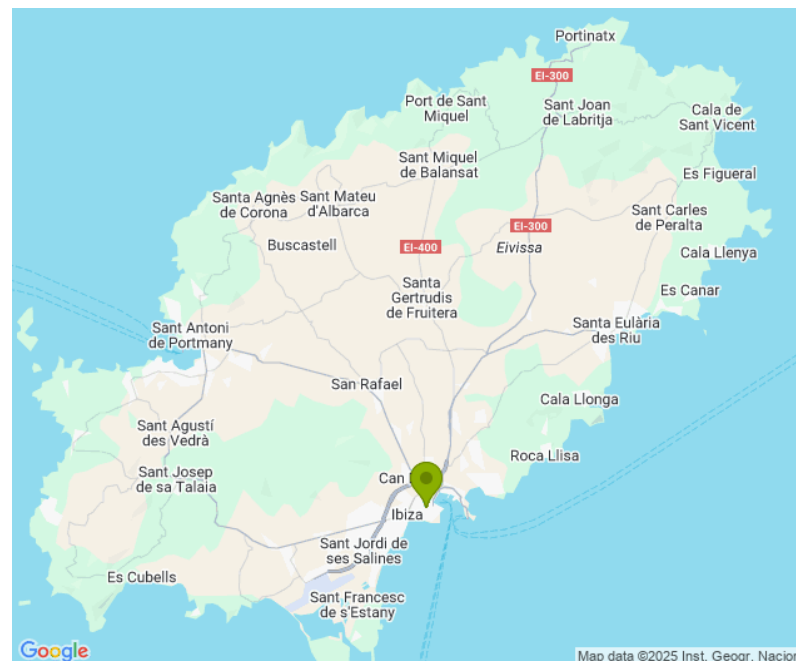 Portinatx
EI-300
Port de Sant
Miquel
Sant Joan
de Labritja
Cala de
Sant Vicent
Sant Miquel
de Balansat
Es Figueral
Santa Agnès
de Corona
Sant Mateu
d'Albarca
Sant Carles
de Peralta
EI-300
Buscastell
EI-400
Eivissa
Cala Llenya
Santa
Gertrudis
de Fruitera
Es Canar
Sant Antoni
de Portmany
Santa Eulària
des Riu
San Rafael
Cala Llonga
Sant Agustí
des Vedrà
Roca Llisa
Sant Josep
de sa Talaia
Can
Ibiza
Sant Jordi de
ses Salines
Es Cubells
Sant Francesc
de s'Estany
Google
Map data ©2025 Inst. Geogr. Nacion